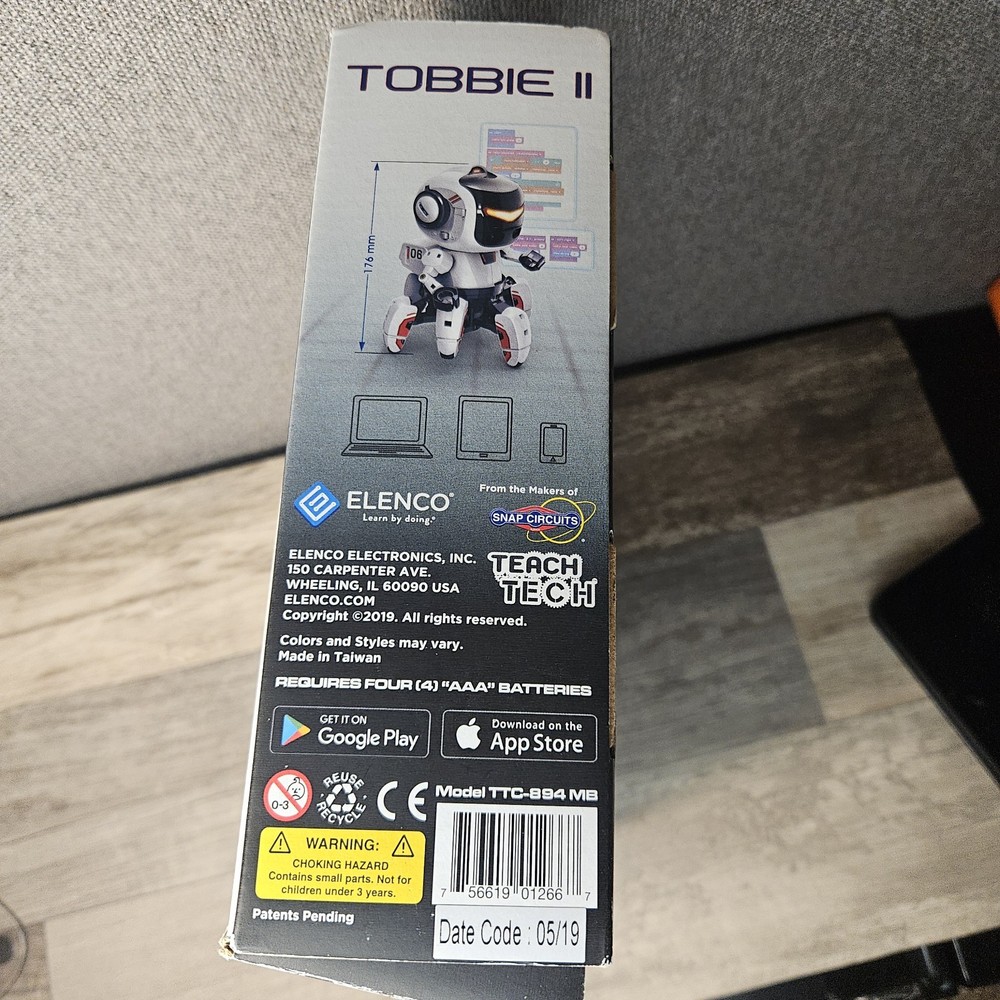 TOBBIE II
176 mm
106
ELENCO®
Learn by doing.®
From the Makers of
SNAP CIRCUITS®
ELENCO ELECTRONICS, INC.
150 CARPENTER AVE.
WHEELING, IL 60090 USA
ELENCO.COM
Copyright ©2019. All rights reserved.
TEACH
TECH
Colors and Styles may vary.
Made in Taiwan
REQUIRES FOUR (4) "AAA" BATTERIES
GET IT ON
Google Play
Download on the
App Store
0-3
REUSE
RECYCLE
CE
Model TTC-894 MB
WARNING:
CHOKING HAZARD
Contains small parts. Not for
children under 3 years.
7 56619 01266 7
Patents Pending
Date Code : 05/19